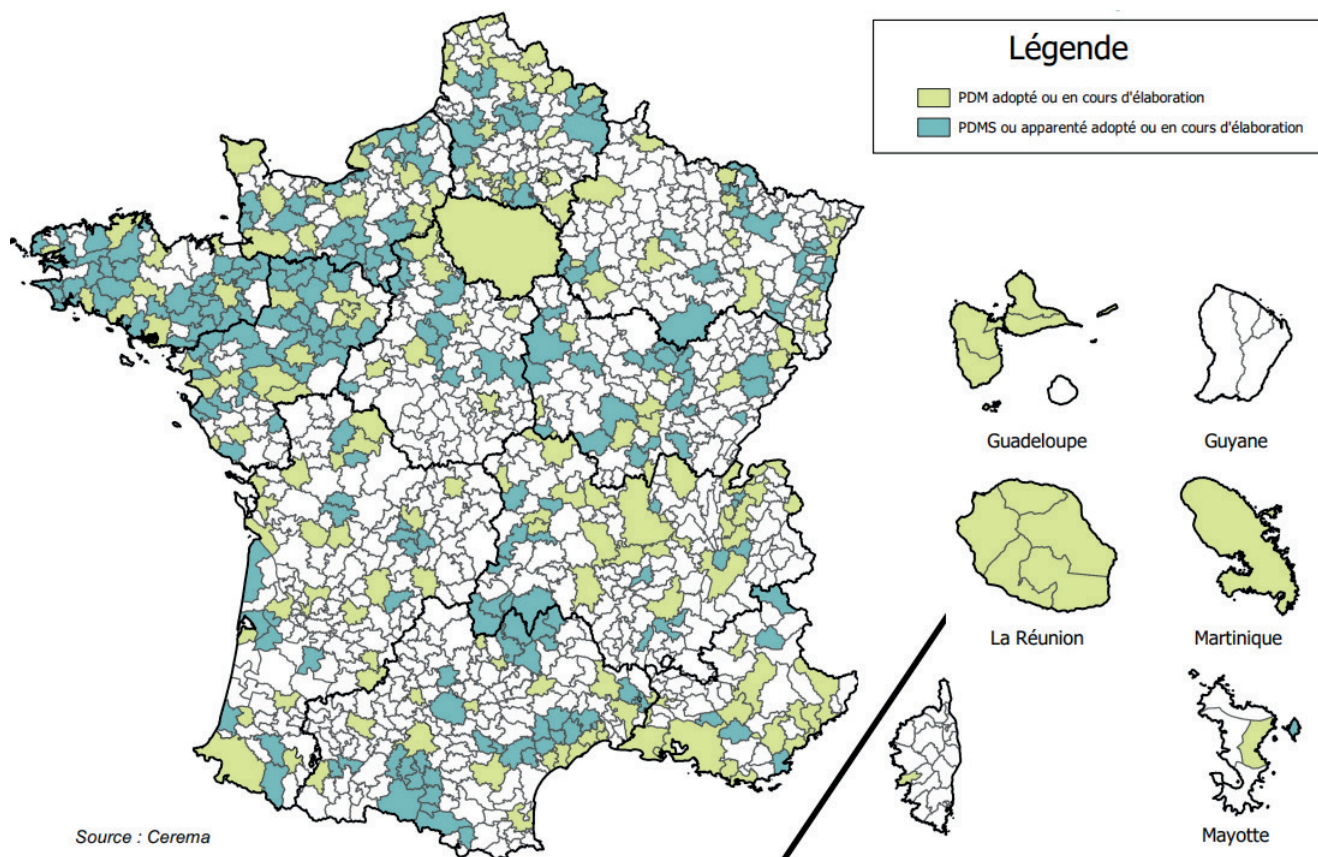 Légende
PDM adopté ou en cours d'élaboration
PDMS ou apparenté adopté ou en cours d'élaboration
Guadeloupe
Guyane
La Réunion
Martinique
Mayotte
Source : Cerema